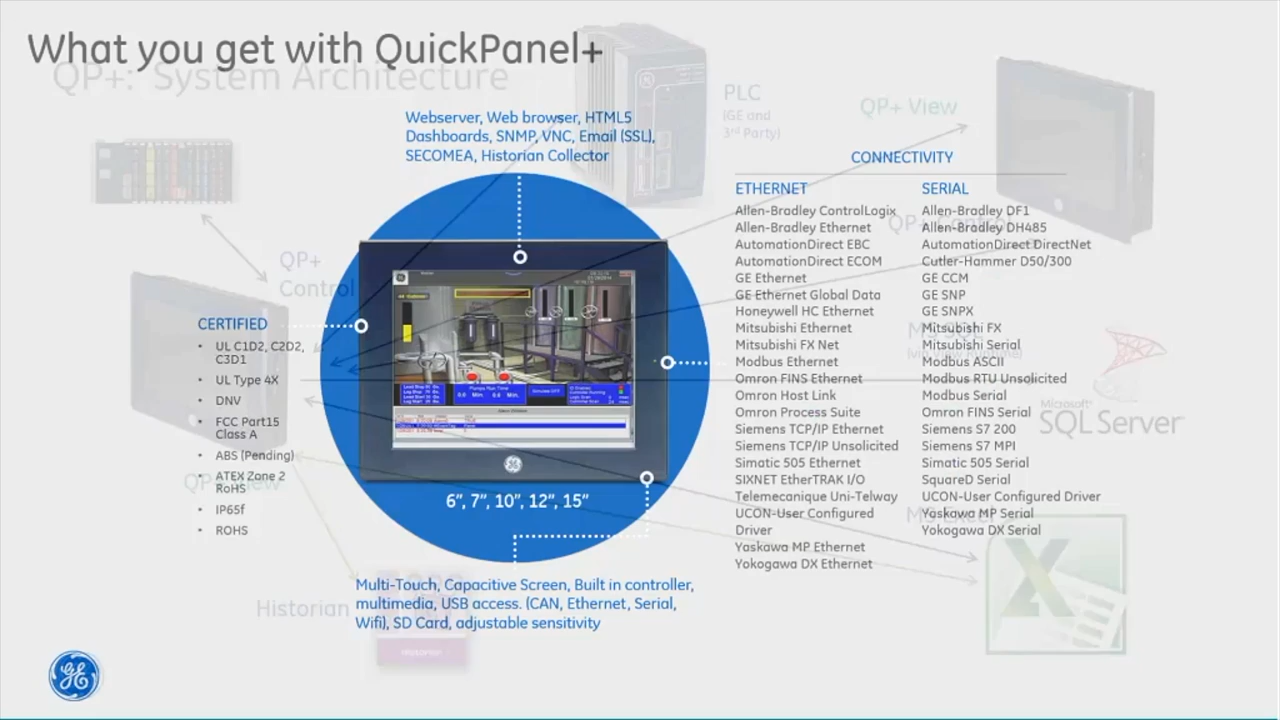 What you get with QuickPanel+
QP+: System Architecture
Webserver, Web browser, HTML5
Dashboards, SNMP, VNC, Email (SSL),
SECOMEA, Historian Collector
PLC
(GE and
3rd Party)
QP+ View
CONNECTIVITY
ETHERNET
Allen-Bradley ControlLogix
Allen-Bradley Ethernet
AutomationDirect EBC
AutomationDirect ECOM
GE Ethernet
GE Ethernet Global Data
Honeywell HC Ethernet
Mitsubishi Ethernet
Mitsubishi FX Net
Modbus Ethernet
Omron FINS Ethernet
Omron Host Link
Omron Process Suite
Siemens TCP/IP Ethernet
Siemens TCP/IP Unsolicited
Simatic 505 Ethernet
SIXNET EtherTRAK I/O
Telemecanique Uni-Telway
UCON-User Configured
Driver
Yaskawa MP Ethernet
Yokogawa DX Ethernet
SERIAL
Allen-Bradley DF1
Allen-Bradley DH485
AutomationDirect DirectNet
Cutler-Hammer D50/300
GE CCM
GE SNP
GE SNPX
Mitsubishi FX
Mitsubishi Serial
Modbus ASCII
Modbus RTU Unsolicited
Modbus Serial
Omron FINS Serial
Siemens S7 200
Siemens S7 MPI
Simatic 505 Serial
SquareD Serial
UCON-User Configured Driver
Yaskawa MP Serial
Yokogawa DX Serial
QP+
Control
CERTIFIED
• UL C1D2, C2D2,
C3D1
• UL Type 4X
• DNV
• FCC Part15
Class A
• ABS (Pending)
• ATEX Zone 2
RoHS
• IP65f
• ROHS
6”, 7”, 10”, 12”, 15”
Microsoft®
SQL Server
Multi-Touch, Capacitive Screen, Built in controller,
multimedia, USB access. (CAN, Ethernet, Serial,
Wifi), SD Card, adjustable sensitivity
Historian